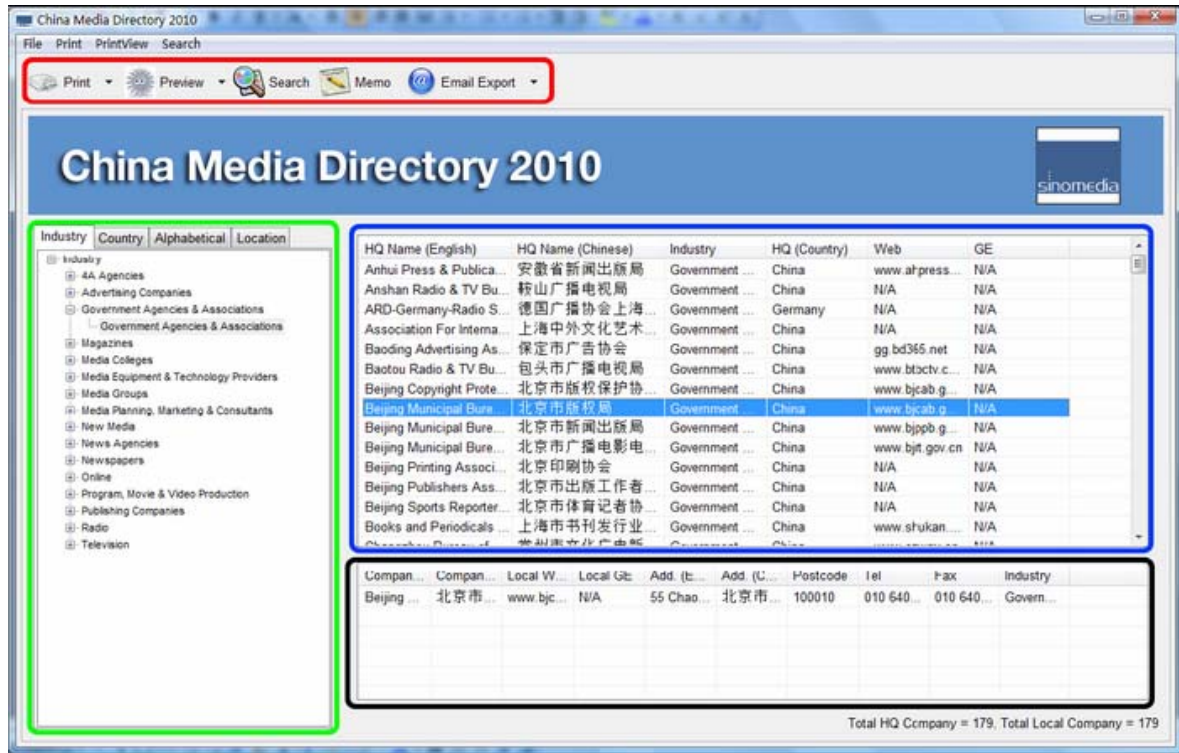 China Media Directory 2010
File Print PrintView Search
Print Preview Search Memo Email Export
China Media Directory 2010
sinomedia
Industry Country Alphabetical Location
Industry
4A Agencies
Advertising Companies
Government Agencies & Associations
Government Agencies & Associations
Magazines
Media Colleges
Media Equipment & Technology Providers
Media Groups
Media Planning, Marketing & Consultants
New Media
News Agencies
Newspapers
Online
Program, Movie & Video Production
Publishing Companies
Radio
Television
HQ Name (English) HQ Name (Chinese) Industry HQ (Country) Web GE
Anhui Press & Publica... 安徽省新闻出版局 Government ... China www.ahpress... N/A
Anshan Radio & TV Bu... 鞍山广播电视局 Government ... China N/A N/A
ARD-Germany-Radio S... 德国广播协会上海... Government ... Germany N/A N/A
Association For Interna... 上海中外文化艺术... Government ... China N/A N/A
Baoding Advertising As... 保定市广告协会 Government ... China gg.bd365.net N/A
Baotou Radio & TV Bu... 包头市广播电视局 Government ... China www.btbctv.c... N/A
Beijing Copyright Prote... 北京市版权保护协... Government ... China www.bjcab.g... N/A
Beijing Municipal Bure... 北京市版权局 Government ... China www.bjcab.g... N/A
Beijing Municipal Bure... 北京市新闻出版局 Government ... China www.bjppb.g... N/A
Beijing Municipal Bure... 北京市广播电影电... Government ... China www.bjrt.gov.cn N/A
Beijing Printing Associ... 北京印刷协会 Government ... China N/A N/A
Beijing Publishers Ass... 北京市出版工作者... Government ... China N/A N/A
Beijing Sports Reporter... 北京市体育记者协... Government ... China N/A N/A
Books and Periodicals ... 上海市书刊发行业... Government ... China www.shukan.... N/A
Compan... Compan... Local W... Local GE Add. (E... Add. (C... Postcode Tel Fax Industry
Beijing ... 北京市... www.bjc... N/A 55 Chao... 北京市... 100010 010 640... 010 640... Govern...
Total HQ Company = 179, Total Local Company = 179